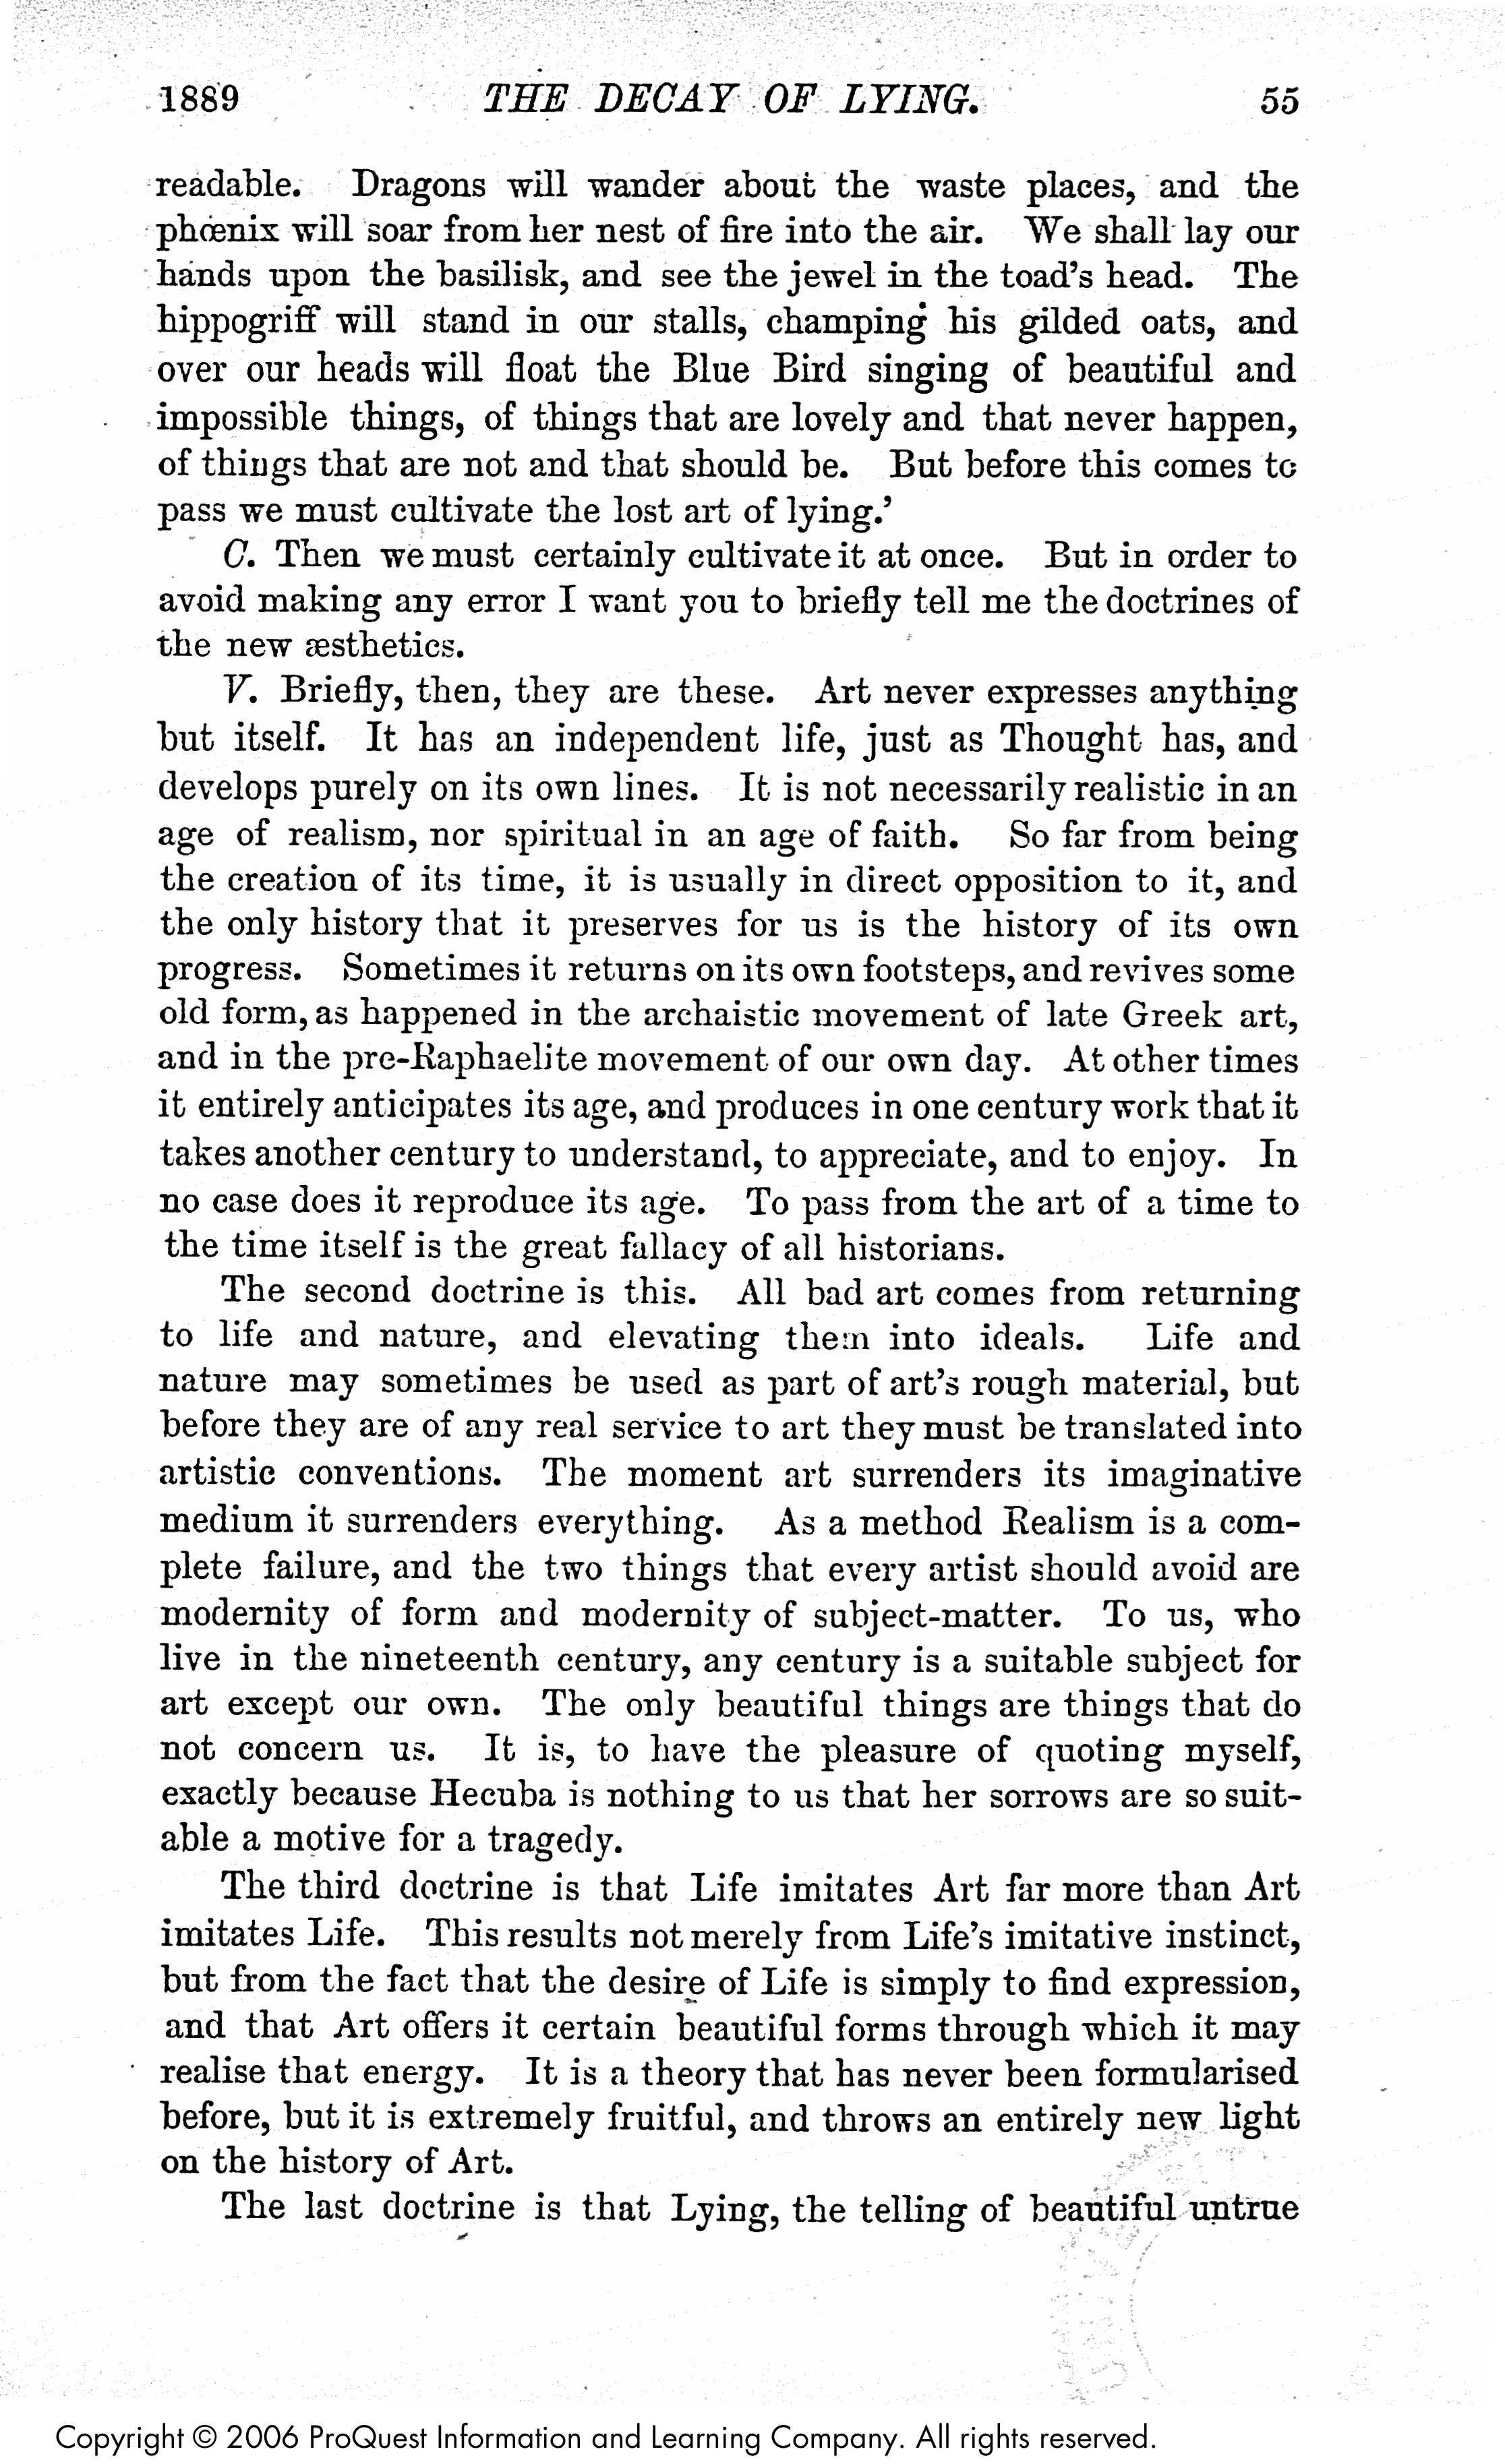 1889 THE DECAY OF LYING. 55
readable. Dragons will wander about the waste places, and the
phœnix will soar from her nest of fire into the air. We shall lay our
hands upon the basilisk, and see the jewel in the toad's head. The
hippogriff will stand in our stalls, champing his gilded oats, and
over our heads will float the Blue Bird singing of beautiful and
impossible things, of things that are lovely and that never happen,
of things that are not and that should be. But before this comes to
pass we must cultivate the lost art of lying.'
C. Then we must certainly cultivate it at once. But in order to
avoid making any error I want you to briefly tell me the doctrines of
the new æsthetics.
V. Briefly, then, they are these. Art never expresses anything
but itself. It has an independent life, just as Thought has, and
develops purely on its own lines. It is not necessarily realistic in an
age of realism, nor spiritual in an age of faith. So far from being
the creation of its time, it is usually in direct opposition to it, and
the only history that it preserves for us is the history of its own
progress. Sometimes it returns on its own footsteps, and revives some
old form, as happened in the archaistic movement of late Greek art,
and in the pre-Raphaelite movement of our own day. At other times
it entirely anticipates its age, and produces in one century work that it
takes another century to understand, to appreciate, and to enjoy. In
no case does it reproduce its age. To pass from the art of a time to
the time itself is the great fallacy of all historians.
The second doctrine is this. All bad art comes from returning
to life and nature, and elevating them into ideals. Life and
nature may sometimes be used as part of art's rough material, but
before they are of any real service to art they must be translated into
artistic conventions. The moment art surrenders its imaginative
medium it surrenders everything. As a method Realism is a com-
plete failure, and the two things that every artist should avoid are
modernity of form and modernity of subject-matter. To us, who
live in the nineteenth century, any century is a suitable subject for
art except our own. The only beautiful things are things that do
not concern us. It is, to have the pleasure of quoting myself,
exactly because Hecuba is nothing to us that her sorrows are so suit-
able a motive for a tragedy.
The third doctrine is that Life imitates Art far more than Art
imitates Life. This results not merely from Life's imitative instinct,
but from the fact that the desire of Life is simply to find expression,
and that Art offers it certain beautiful forms through which it may
realise that energy. It is a theory that has never been formularised
before, but it is extremely fruitful, and throws an entirely new light
on the history of Art.
The last doctrine is that Lying, the telling of beautiful untrue
Copyright © 2006 ProQuest Information and Learning Company. All rights reserved.